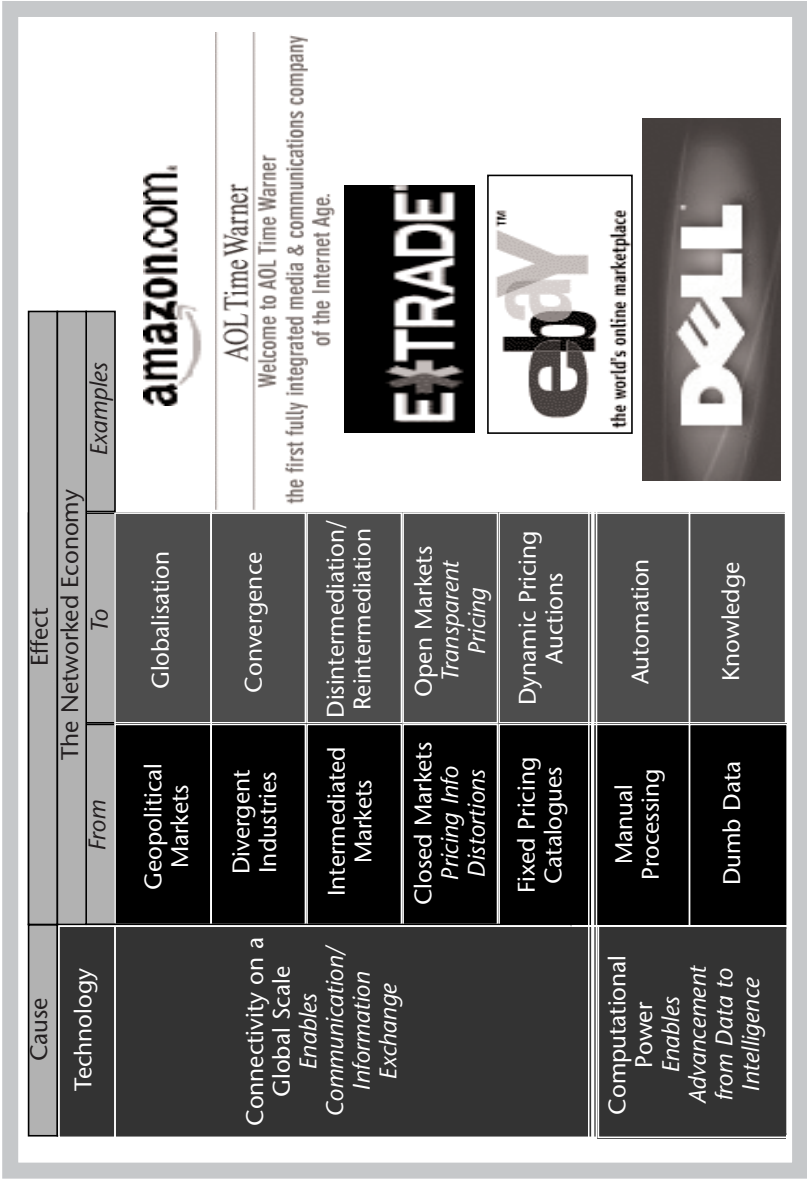 Cause
Effect
Technology
The Networked Economy
From
To
Examples
Connectivity on a
Global Scale
Enables
Communication/
Information
Exchange
Geopolitical
Markets
Globalisation
amazon.com.
Divergent
Industries
Convergence
AOL Time Warner
Welcome to AOL Time Warner
the first fully integrated media & communications company
of the Internet Age.
Intermediated
Markets
Disintermediation/
Reintermediation
E*TRADE
Closed Markets
Pricing Info
Distortions
Open Markets
Transparent
Pricing
Fixed Pricing
Catalogues
Dynamic Pricing
Auctions
ebaY™
the world's online marketplace
Computational
Power
Enables
Advancement
from Data to
Intelligence
Manual
Processing
Automation
DELL
Dumb Data
Knowledge